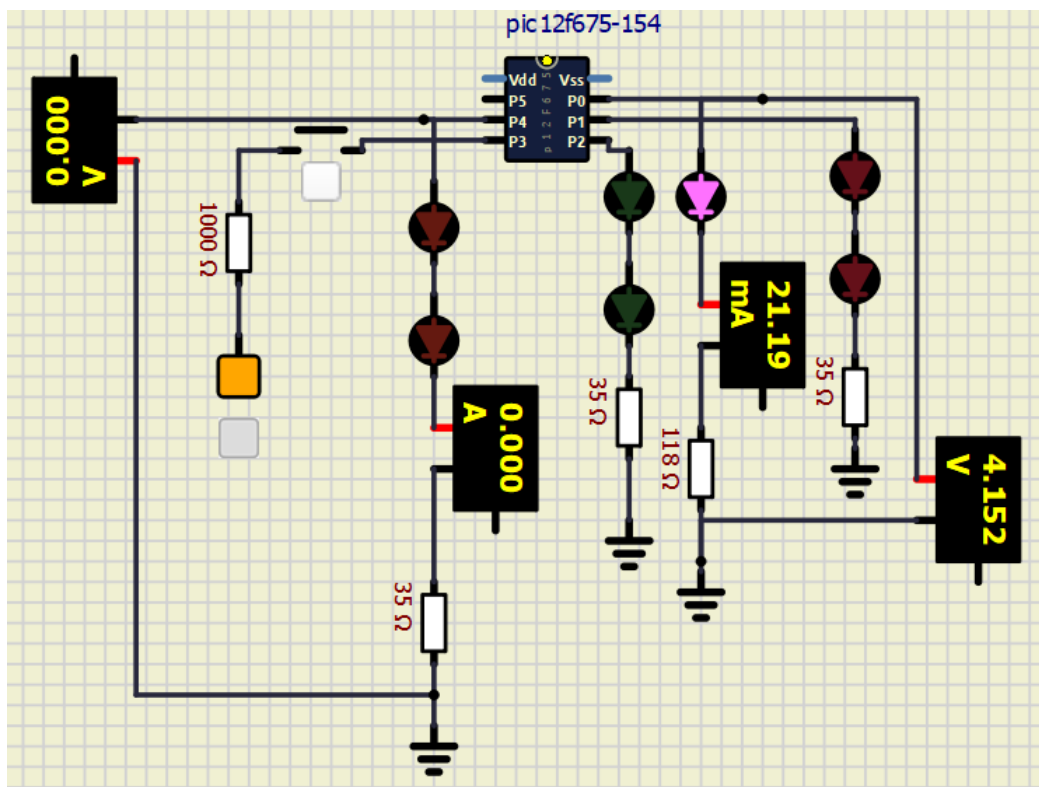 pic12f675-154
Vdd
Vss
P5
P0
P4
P1
P3
P2
p12F675
0.000
V
1000 Ω
21.19
mA
35 Ω
35 Ω
118 Ω
0.000
A
4.152
V
35 Ω